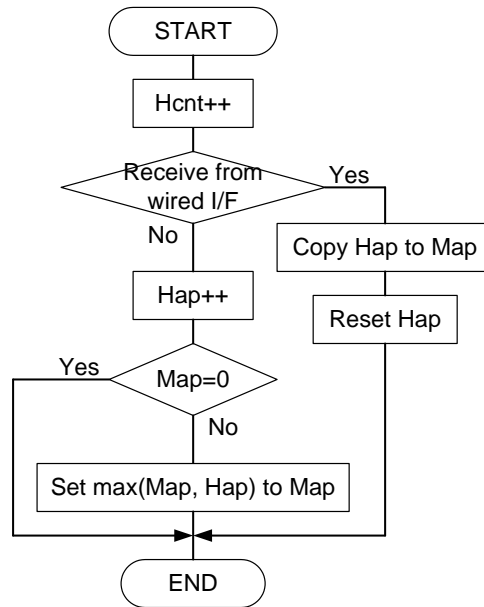 START
Hcnt++
Receive from
wired I/F
Yes
No
Copy Hap to Map
Hap++
Reset Hap
Yes
Map=0
No
Set max(Map, Hap) to Map
END